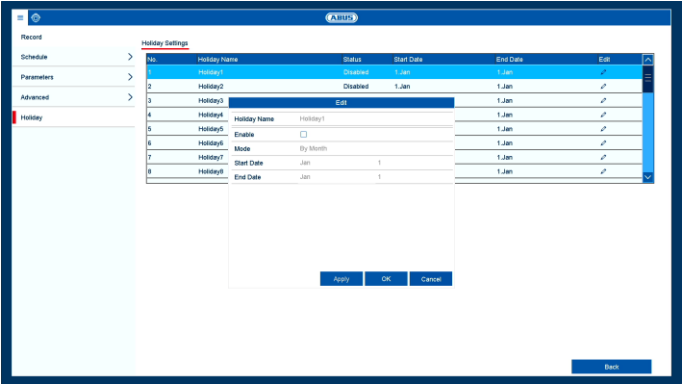 ABUS
Record
Schedule
Parameters
Advanced
Holiday
Holiday Settings
No. Holiday Name Status Start Date End Date Edit
1 Holiday1 Disabled 1.Jan 1.Jan
2 Holiday2 Disabled 1.Jan 1.Jan
3 Holiday3 1.Jan
4 Holiday4 1.Jan
5 Holiday5 1.Jan
6 Holiday6 1.Jan
7 Holiday7 1.Jan
8 Holiday8 1.Jan
Edit
Holiday Name Holiday1
Enable
Mode By Month
Start Date Jan 1
End Date Jan 1
Apply OK Cancel
Back